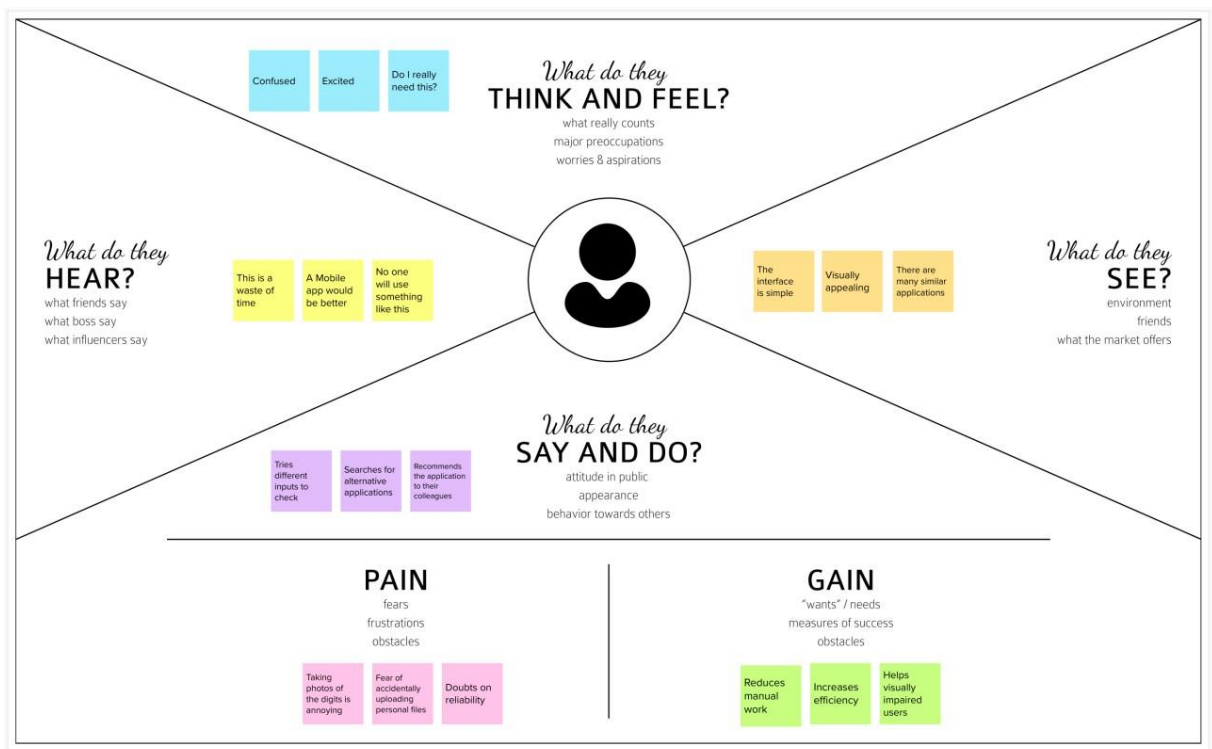 Confused
Excited
Do I really
need this?
What do they
THINK AND FEEL?
what really counts
major preoccupations
worries & aspirations
What do they
HEAR?
what friends say
what boss say
what influencers say
This is a
waste of
time
A Mobile
app would
be better
No one
will use
something
like this
The
interface
is simple
Visually
appealing
There are
many similar
applications
What do they
SEE?
environment
friends
what the market offers
What do they
SAY AND DO?
attitude in public
appearance
behavior towards others
Tries
different
inputs to
check
Searches for
alternative
applications
Recommends
the application
to their
colleagues
PAIN
fears
frustrations
obstacles
Taking
photos of
the digits is
annoying
Fear of
accidentally
uploading
personal files
Doubts on
reliability
GAIN
"wants" / needs
measures of success
obstacles
Reduces
manual
work
Increases
efficiency
Helps
visually
impaired
users